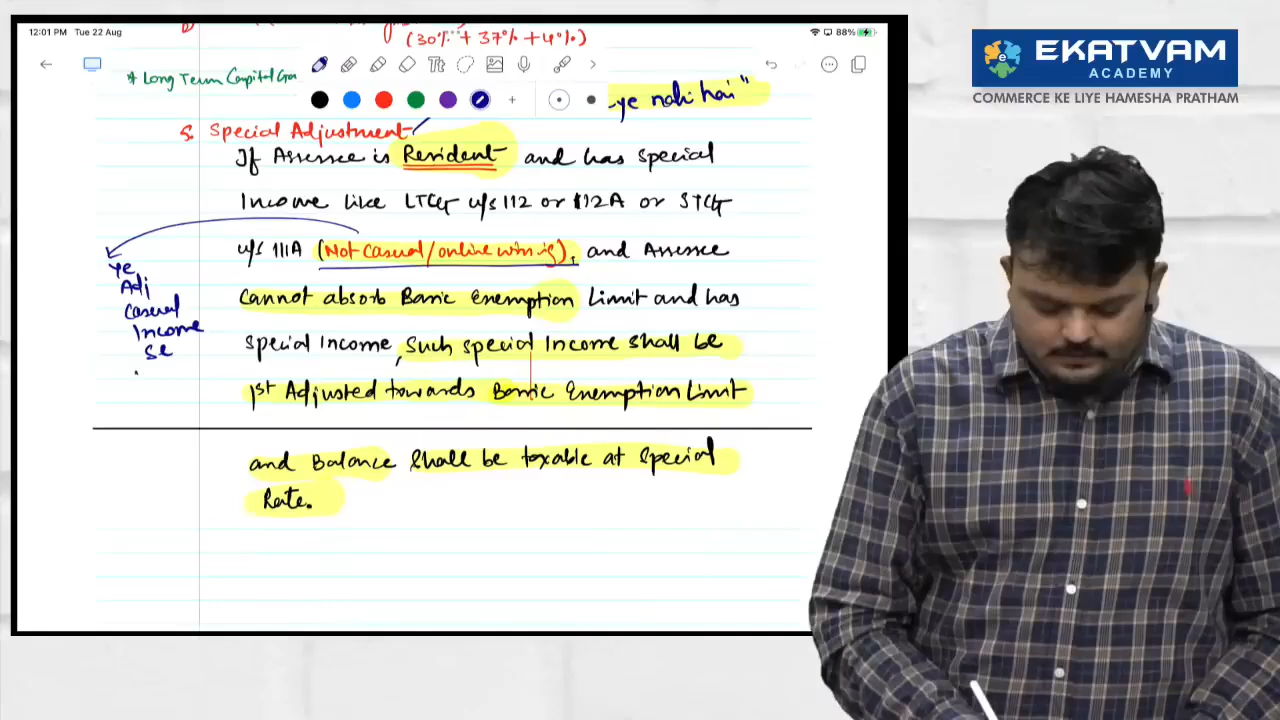 12:01 PM Tue 22 Aug
88%
(30% + 37% + 4%)
* Long Term Capital
ye nahi hai"
5 Special Adjustment
If Assessee is Resident and has special
Income Like LTCG u/s 112 or 112A or STCG
u/s 111A (Not Casual/online winnig), and Assessee
Cannot absorb Basic Exemption Limit and has
special Income, Such special Income shall be
1st Adjusted towards Basic Exemption Limit
and Balance Shall be taxable at Special
Rate.
ye
Adj
Casual
Income
se
EKATVAM
ACADEMY
COMMERCE KE LIYE HAMESHA PRATHAM